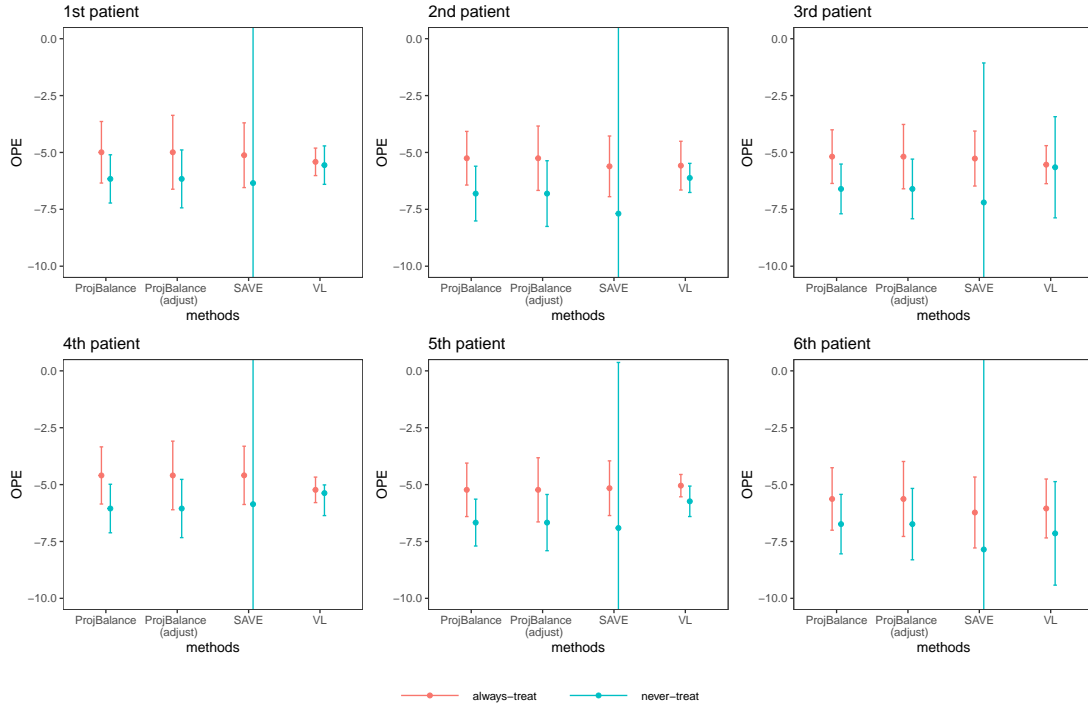 1st patient
2nd patient
3rd patient
0.0
−2.5
−5.0
−7.5
−10.0
OPE
ProjBalance
ProjBalance
(adjust)
SAVE
VL
methods
0.0
−2.5
−5.0
−7.5
−10.0
OPE
ProjBalance
ProjBalance
(adjust)
SAVE
VL
methods
0.0
−2.5
−5.0
−7.5
−10.0
OPE
ProjBalance
ProjBalance
(adjust)
SAVE
VL
methods
4th patient
5th patient
6th patient
0.0
−2.5
−5.0
−7.5
−10.0
OPE
ProjBalance
ProjBalance
(adjust)
SAVE
VL
methods
0.0
−2.5
−5.0
−7.5
−10.0
OPE
ProjBalance
ProjBalance
(adjust)
SAVE
VL
methods
0.0
−2.5
−5.0
−7.5
−10.0
OPE
ProjBalance
ProjBalance
(adjust)
SAVE
VL
methods
always−treat
never−treat